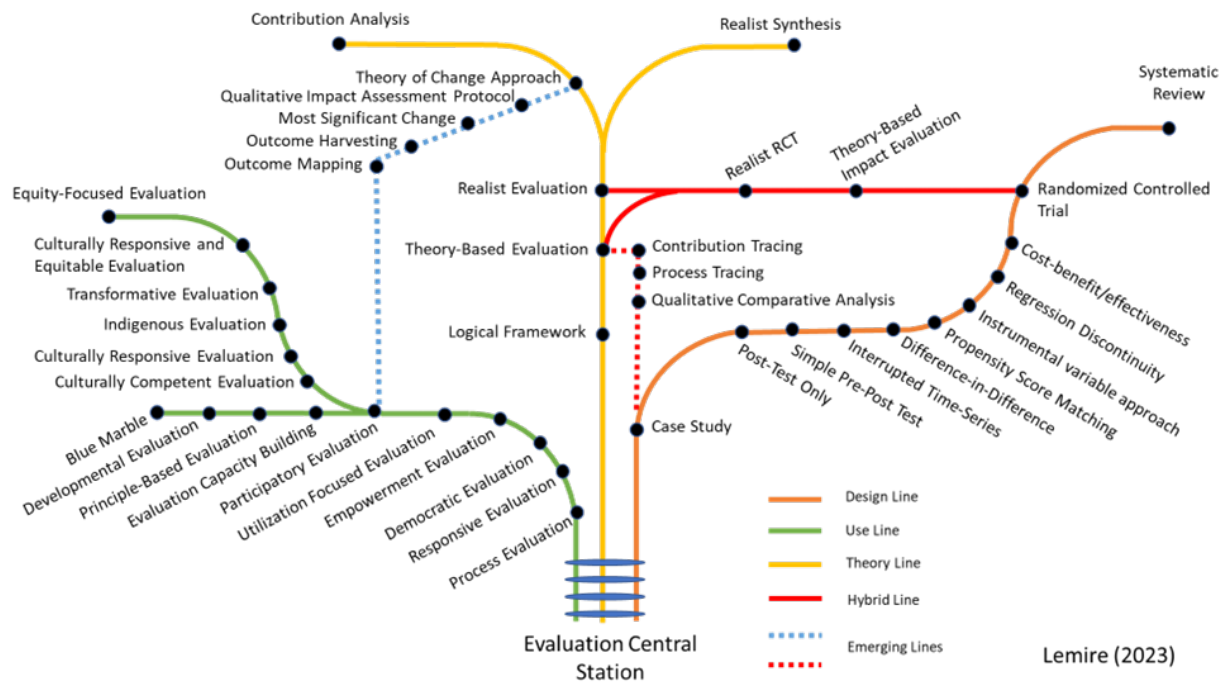 Contribution Analysis
Realist Synthesis
Theory of Change Approach
Qualitative Impact Assessment Protocol
Most Significant Change
Outcome Harvesting
Outcome Mapping
Systematic
Review
Realist RCT
Theory-Based
Impact Evaluation
Equity-Focused Evaluation
Realist Evaluation
Randomized Controlled
Trial
Culturally Responsive and
Equitable Evaluation
Theory-Based Evaluation
Contribution Tracing
Process Tracing
Qualitative Comparative Analysis
Transformative Evaluation
Indigenous Evaluation
Logical Framework
Culturally Responsive Evaluation
Culturally Competent Evaluation
Cost-benefit/effectiveness
Regression Discontinuity
Instrumental variable approach
Propensity Score Matching
Difference-in-Difference
Interrupted Time-Series
Simple Pre-Post Test
Post-Test Only
Case Study
Blue Marble
Developmental Evaluation
Principle-Based Evaluation
Evaluation Capacity Building
Participatory Evaluation
Utilization Focused Evaluation
Empowerment Evaluation
Democratic Evaluation
Responsive Evaluation
Process Evaluation
Design Line
Use Line
Theory Line
Hybrid Line
Emerging Lines
Evaluation Central
Station
Lemire (2023)